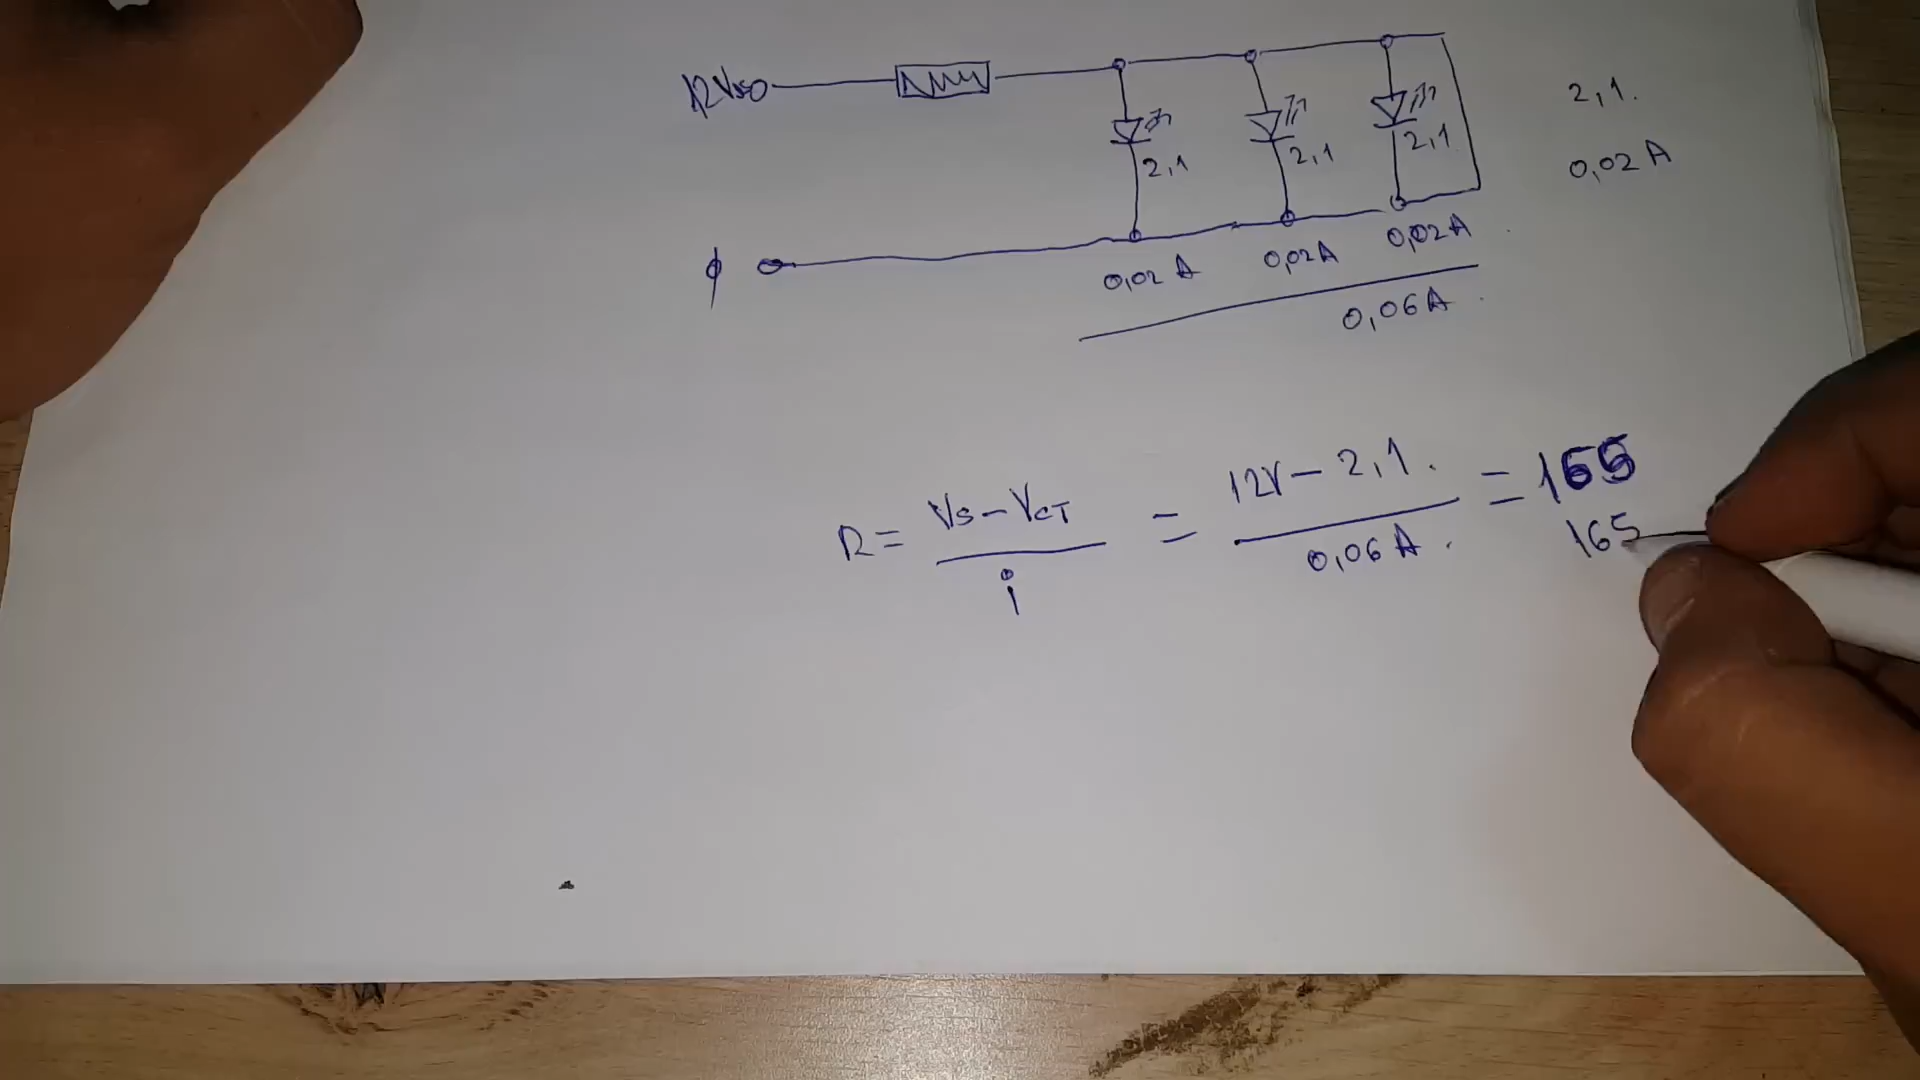 12V
2,1 2,1 2,1
2,1.
0,02 A
φ
0,02 A 0,02A 0,02A
0,06A
R = Vs - VCT / i = 12V - 2,1. / 0,06 A. = 165
165